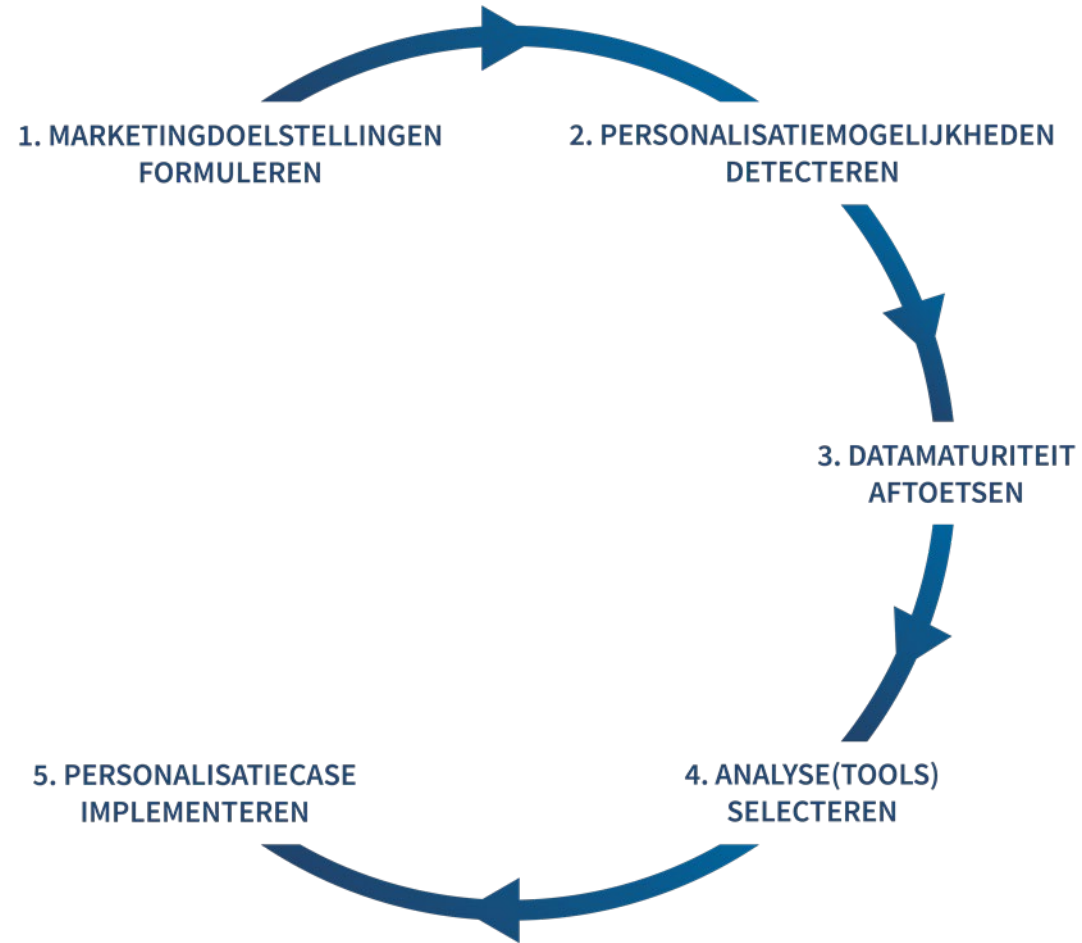 1. MARKETINGDOELSTELLINGEN
FORMULEREN
2. PERSONALISATIEMOGELIJKHEDEN
DETECTEREN
3. DATAMATURITEIT
AFTOETSEN
4. ANALYSE(TOOLS)
SELECTEREN
5. PERSONALISATIECASE
IMPLEMENTEREN